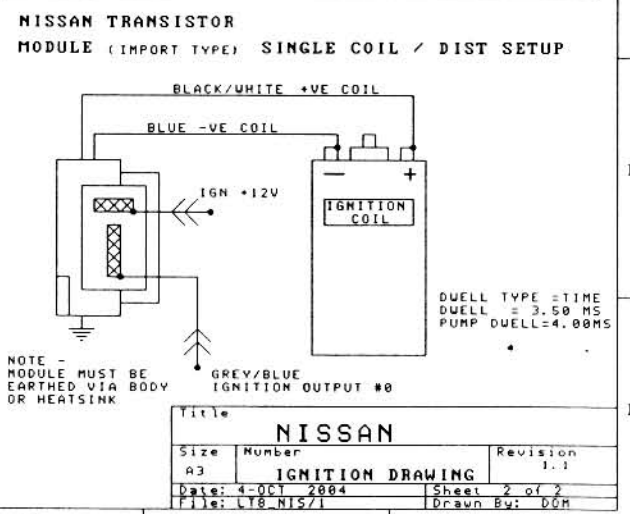 NISSAN TRANSISTOR
MODULE (IMPORT TYPE) SINGLE COIL / DIST SETUP
BLACK/WHITE +VE COIL
BLUE -VE COIL
IGN +12V
— +
IGNITION
COIL
DWELL TYPE =TIME
DWELL = 3.50 MS
PUMP DWELL=4.00MS
NOTE -
MODULE MUST BE
EARTHED VIA BODY
OR HEATSINK
GREY/BLUE
IGNITION OUTPUT #0
Title
NISSAN
Size Number Revision
A3 IGNITION DRAWING 1.1
Date: 4-OCT 2004 Sheet 2 of 2
File: LT8_NIS/1 Drawn By: DOM